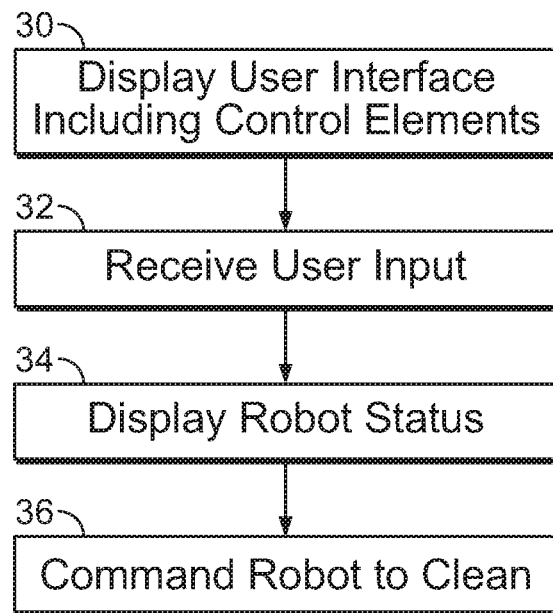 30
Display User Interface
Including Control Elements
32
Receive User Input
34
Display Robot Status
36
Command Robot to Clean